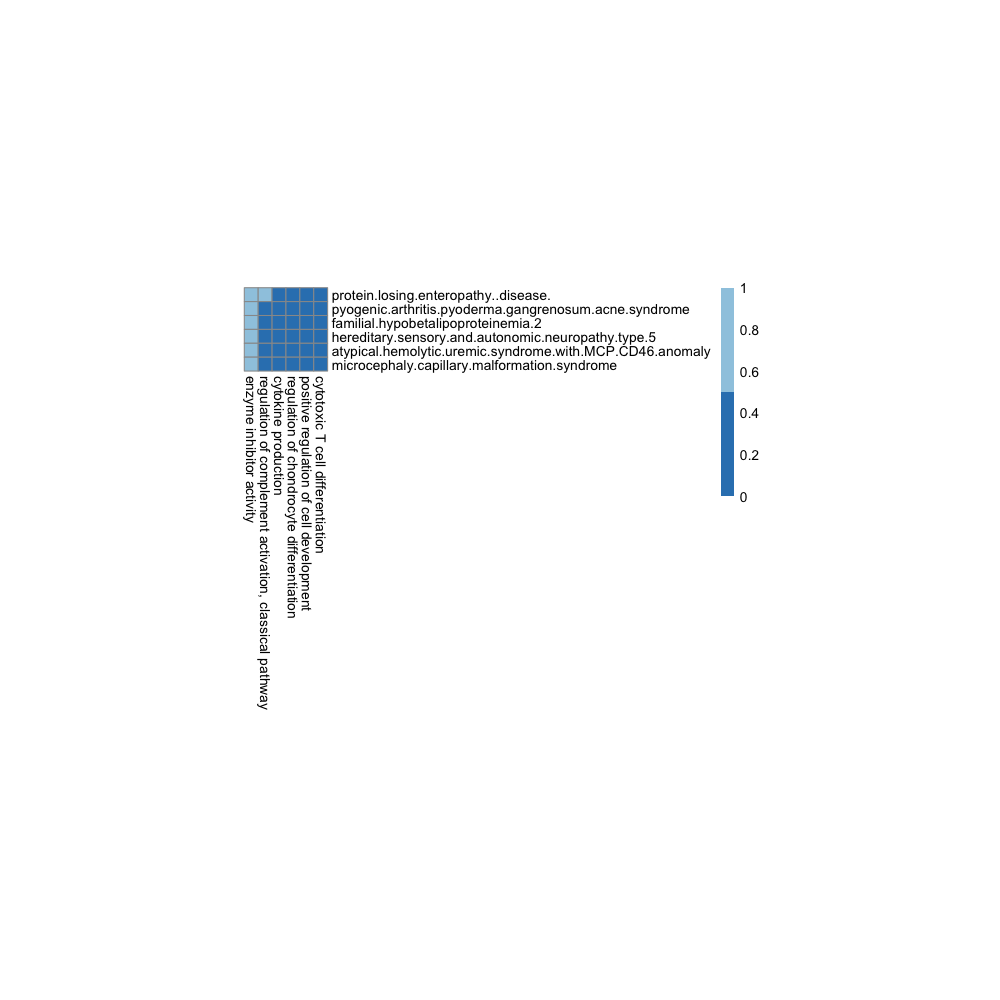 protein.losing.enteropathy..disease.
pyogenic.arthritis.pyoderma.gangrenosum.acne.syndrome
familial.hypobetalipoproteinemia.2
hereditary.sensory.and.autonomic.neuropathy.type.5
atypical.hemolytic.uremic.syndrome.with.MCP.CD46.anomaly
microcephaly.capillary.malformation.syndrome
enzyme inhibitor activity
regulation of complement activation, classical pathway
cytokine production
regulation of chondrocyte differentiation
positive regulation of cell development
cytotoxic T cell differentiation
1
0.8
0.6
0.4
0.2
0